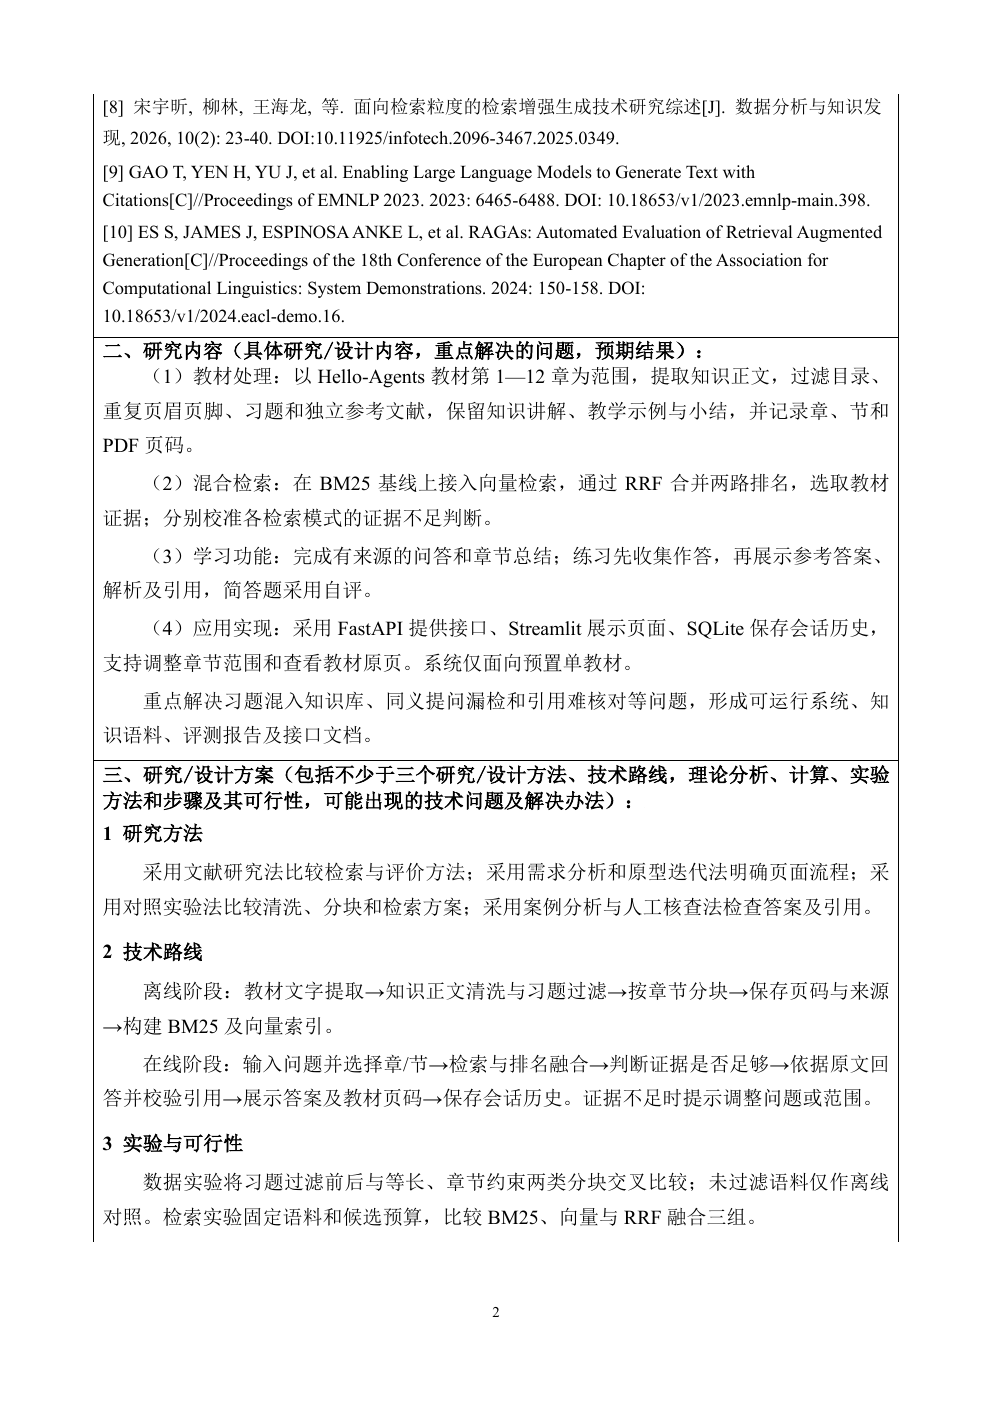 [8] 宋宇昕, 柳林, 王海龙, 等. 面向检索粒度的检索增强生成技术研究综述[J]. 数据分析与知识发
现, 2026, 10(2): 23-40. DOI:10.11925/infotech.2096-3467.2025.0349.
[9] GAO T, YEN H, YU J, et al. Enabling Large Language Models to Generate Text with
Citations[C]//Proceedings of EMNLP 2023. 2023: 6465-6488. DOI: 10.18653/v1/2023.emnlp-main.398.
[10] ES S, JAMES J, ESPINOSA ANKE L, et al. RAGAs: Automated Evaluation of Retrieval Augmented
Generation[C]//Proceedings of the 18th Conference of the European Chapter of the Association for
Computational Linguistics: System Demonstrations. 2024: 150-158. DOI:
10.18653/v1/2024.eacl-demo.16.
二、研究内容（具体研究/设计内容，重点解决的问题，预期结果）：
（1）教材处理：以 Hello-Agents 教材第 1—12 章为范围，提取知识正文，过滤目录、
重复页眉页脚、习题和独立参考文献，保留知识讲解、教学示例与小结，并记录章、节和
PDF 页码。
（2）混合检索：在 BM25 基线上接入向量检索，通过 RRF 合并两路排名，选取教材
证据；分别校准各检索模式的证据不足判断。
（3）学习功能：完成有来源的问答和章节总结；练习先收集作答，再展示参考答案、
解析及引用，简答题采用自评。
（4）应用实现：采用 FastAPI 提供接口、Streamlit 展示页面、SQLite 保存会话历史，
支持调整章节范围和查看教材原页。系统仅面向预置单教材。
重点解决习题混入知识库、同义提问漏检和引用难核对等问题，形成可运行系统、知
识语料、评测报告及接口文档。
三、研究/设计方案（包括不少于三个研究/设计方法、技术路线，理论分析、计算、实验
方法和步骤及其可行性，可能出现的技术问题及解决办法）：
1 研究方法
采用文献研究法比较检索与评价方法；采用需求分析和原型迭代法明确页面流程；采
用对照实验法比较清洗、分块和检索方案；采用案例分析与人工核查法检查答案及引用。
2 技术路线
离线阶段：教材文字提取→知识正文清洗与习题过滤→按章节分块→保存页码与来源
→构建 BM25 及向量索引。
在线阶段：输入问题并选择章/节→检索与排名融合→判断证据是否足够→依据原文回
答并校验引用→展示答案及教材页码→保存会话历史。证据不足时提示调整问题或范围。
3 实验与可行性
数据实验将习题过滤前后与等长、章节约束两类分块交叉比较；未过滤语料仅作离线
对照。检索实验固定语料和候选预算，比较 BM25、向量与 RRF 融合三组。
2